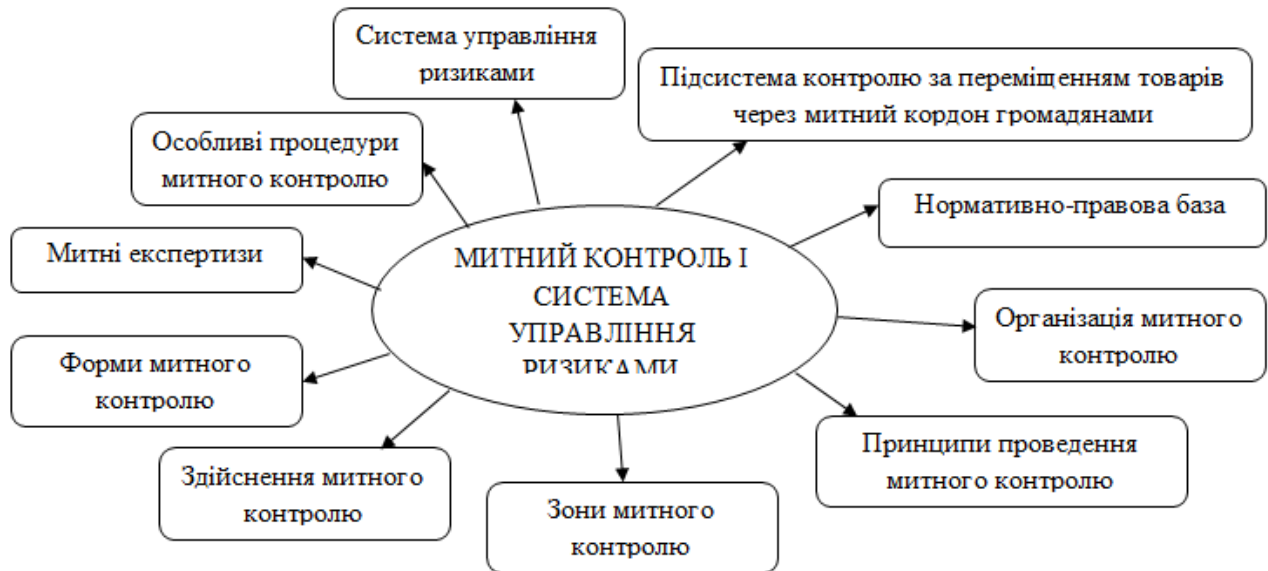 Система управління
ризиками
Підсистема контролю за переміщенням товарів
через митний кордон громадянами
Особливі процедури
митного контролю
Нормативно-правова база
Митні експертизи
МИТНИЙ КОНТРОЛЬ І
СИСТЕМА
УПРАВЛІННЯ
РИЗИКАМИ
Організація митного
контролю
Форми митного
контролю
Принципи проведення
митного контролю
Здійснення митного
контролю
Зони митного
контролю